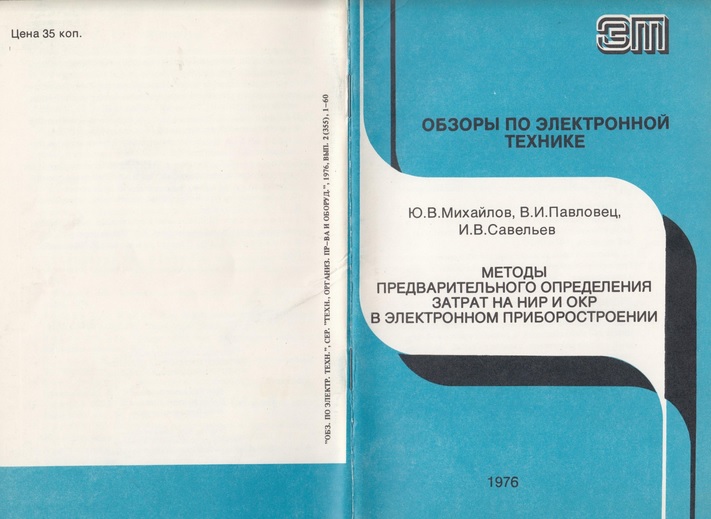 Цена 35 коп.
"ОБЗ. ПО ЭЛЕКТР. ТЕХН.", СЕР. "ТЕХН., ОРГАНИЗ. ПР-ВА И ОБОРУД.", 1976, ВЫП. 2(355), 1-60
ЭТ
ОБЗОРЫ ПО ЭЛЕКТРОННОЙ
ТЕХНИКЕ
Ю.В.Михайлов, В.И.Павловец,
И.В.Савельев
МЕТОДЫ
ПРЕДВАРИТЕЛЬНОГО ОПРЕДЕЛЕНИЯ
ЗАТРАТ НА НИР И ОКР
В ЭЛЕКТРОННОМ ПРИБОРОСТРОЕНИИ
1976